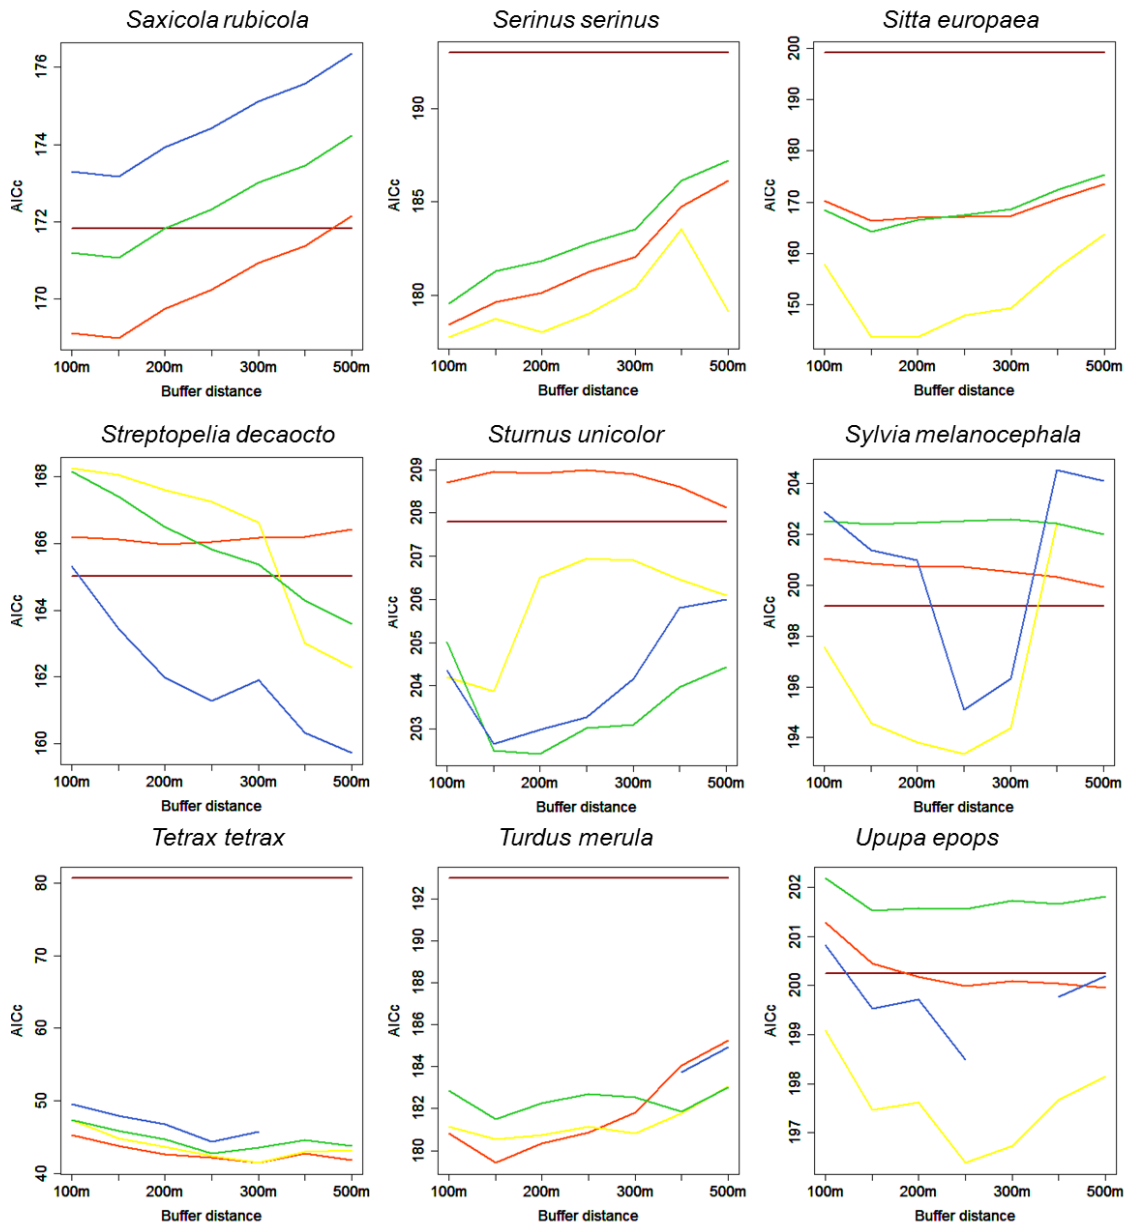 Saxicola rubicola
Serinus serinus
Sitta europaea
AICc
170 172 174 176
100m 200m 300m 500m
Buffer distance
AICc
180 185 190
100m 200m 300m 500m
Buffer distance
AICc
150 160 170 180 190 200
100m 200m 300m 500m
Buffer distance
Streptopelia decaocto
Sturnus unicolor
Sylvia melanocephala
AICc
160 162 164 166 168
100m 200m 300m 500m
Buffer distance
AICc
203 204 205 206 207 208 209
100m 200m 300m 500m
Buffer distance
AICc
194 196 198 200 202 204
100m 200m 300m 500m
Buffer distance
Tetrax tetrax
Turdus merula
Upupa epops
AICc
40 50 60 70 80
100m 200m 300m 500m
Buffer distance
AICc
180 182 184 186 188 190 192
100m 200m 300m 500m
Buffer distance
AICc
197 198 199 200 201 202
100m 200m 300m 500m
Buffer distance